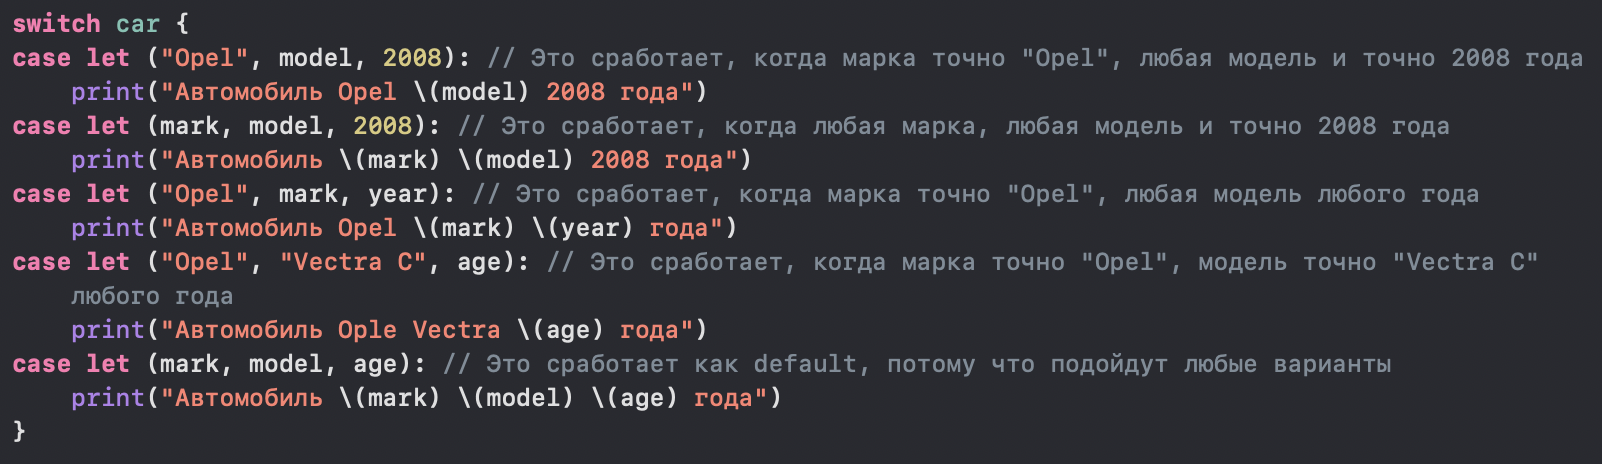 switch car {
case let ("Opel", model, 2008): // Это сработает, когда марка точно "Opel", любая модель и точно 2008 года
    print("Автомобиль Opel \(model) 2008 года")
case let (mark, model, 2008): // Это сработает, когда любая марка, любая модель и точно 2008 года
    print("Автомобиль \(mark) \(model) 2008 года")
case let ("Opel", mark, year): // Это сработает, когда марка точно "Opel", любая модель любого года
    print("Автомобиль Opel \(mark) \(year) года")
case let ("Opel", "Vectra C", age): // Это сработает, когда марка точно "Opel", модель точно "Vectra C"
    любого года
    print("Автомобиль Ople Vectra \(age) года")
case let (mark, model, age): // Это сработает как default, потому что подойдут любые варианты
    print("Автомобиль \(mark) \(model) \(age) года")
}